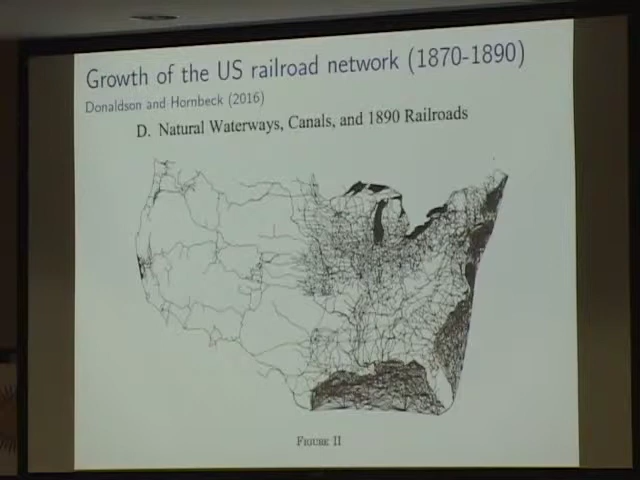 Growth of the US railroad network (1870-1890)
Donaldson and Hornbeck (2016)
D. Natural Waterways, Canals, and 1890 Railroads
FIGURE II